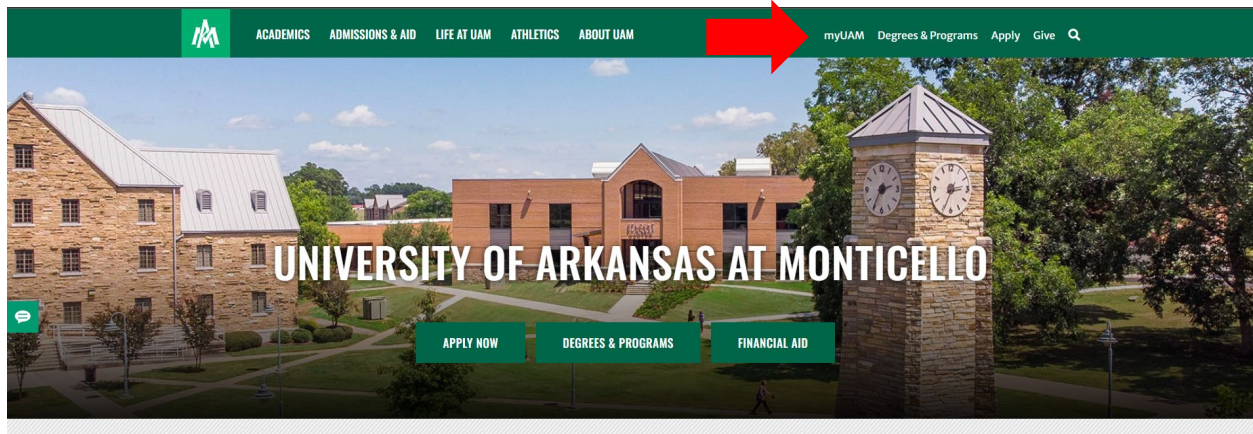 ACADEMICS ADMISSIONS & AID LIFE AT UAM ATHLETICS ABOUT UAM myUAM Degrees & Programs Apply Give
UNIVERSITY OF ARKANSAS AT MONTICELLO
APPLY NOW DEGREES & PROGRAMS FINANCIAL AID